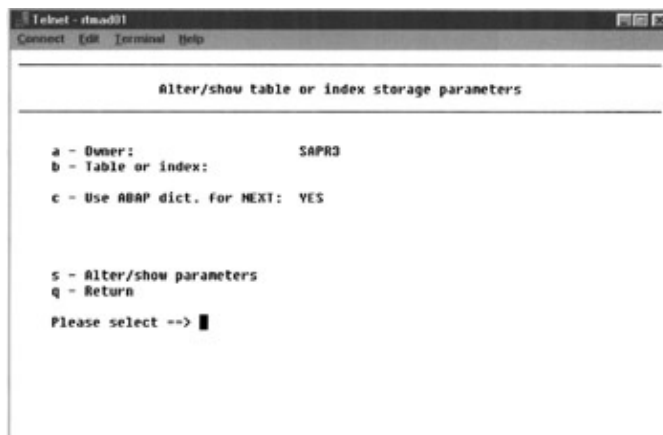 Telnet - rtmad01
Connect Edit Terminal Help
Alter/show table or index storage parameters
a - Owner: SAPR3
b - Table or index:
c - Use ABAP dict. for NEXT: YES
s - Alter/show parameters
q - Return
Please select -->